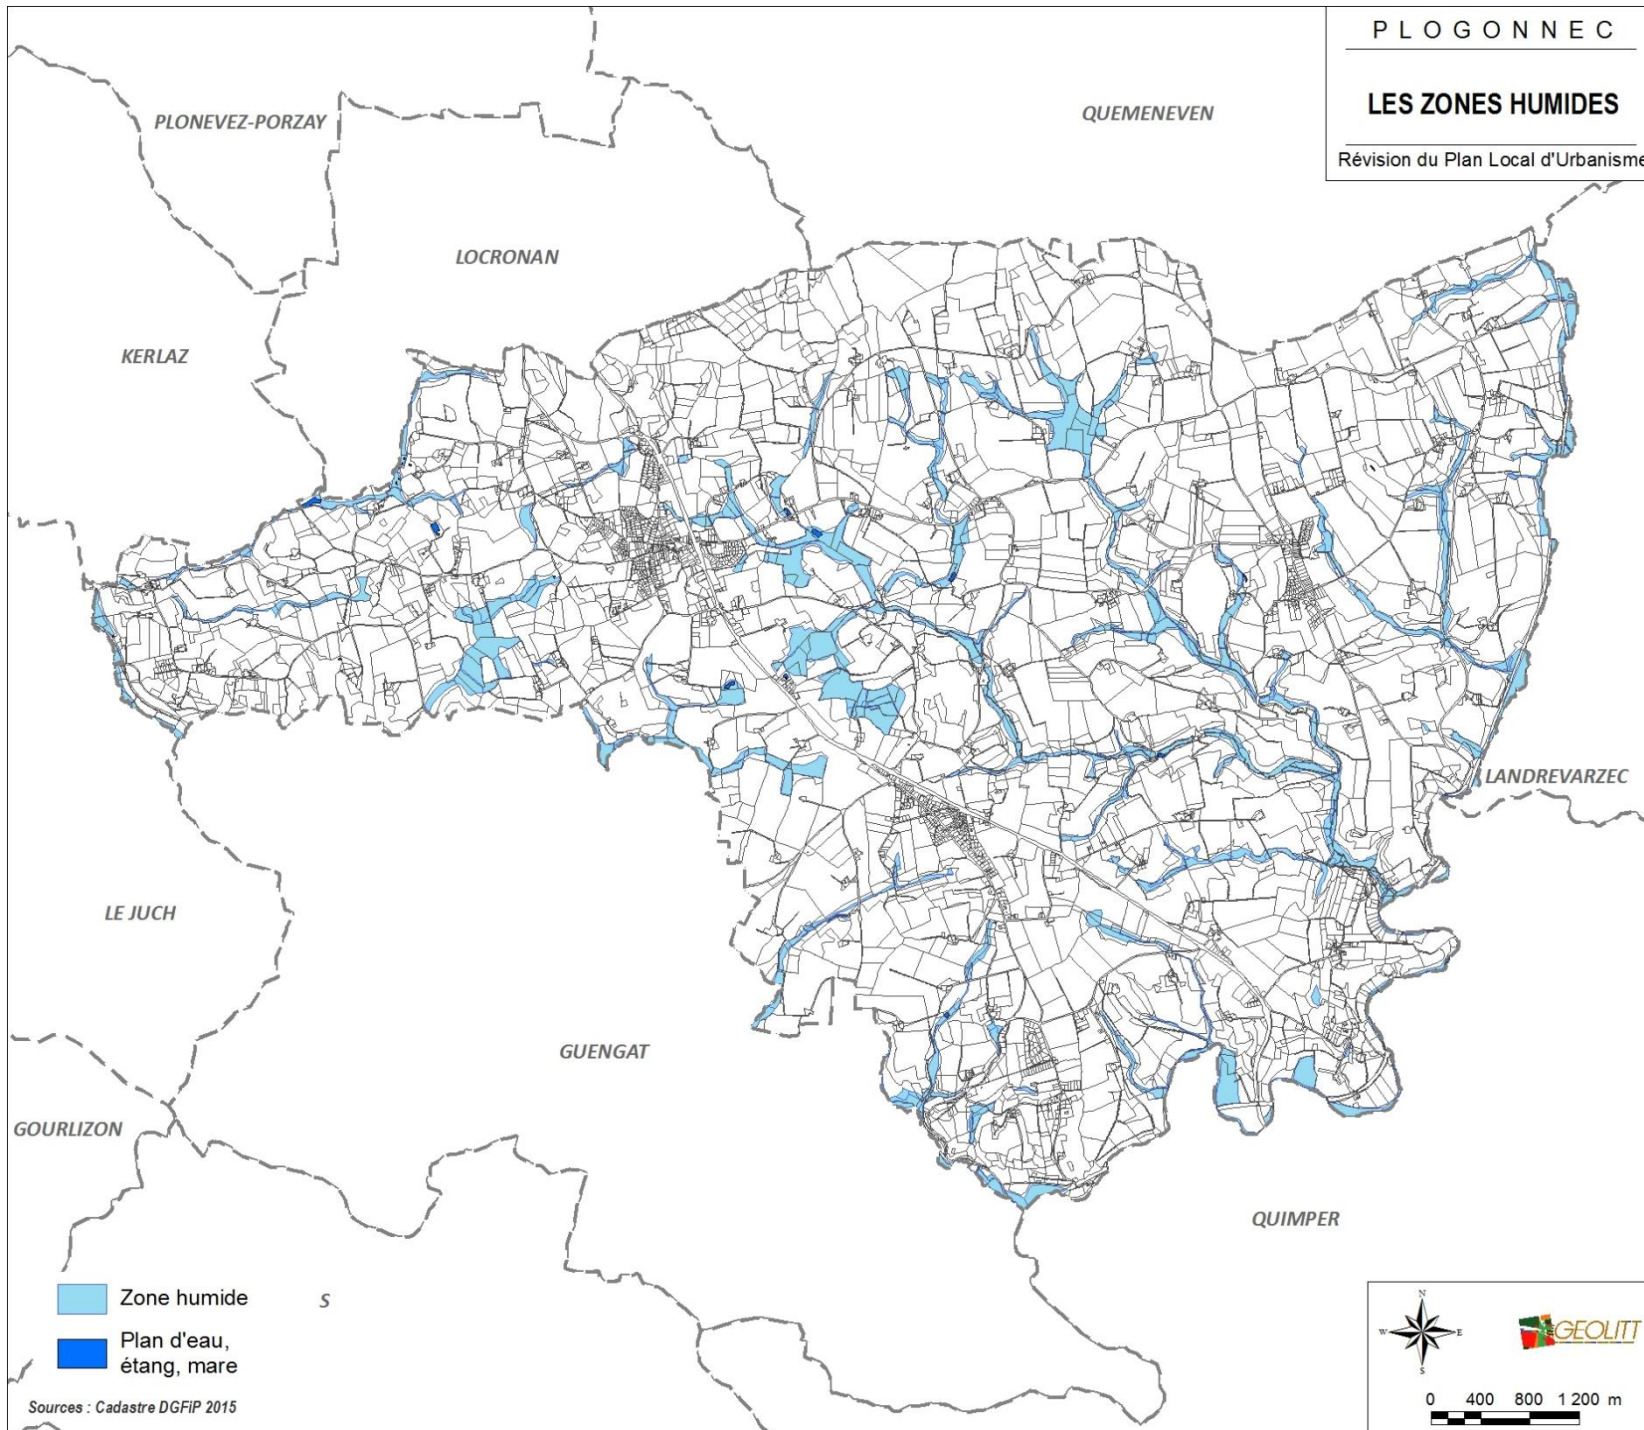 P L O G O N N E C
LES ZONES HUMIDES
Révision du Plan Local d'Urbanisme
QUEMENEVEN
PLONEVEZ-PORZAY
LOCRONAN
KERLAZ
LANDREVARZEC
LE JUCH
GUENGAT
GOURLIZON
QUIMPER
Zone humide
S
Plan d'eau,
étang, mare
Sources : Cadastre DGFiP 2015
N
W E
S
GEOLITT
0 400 800 1 200 m